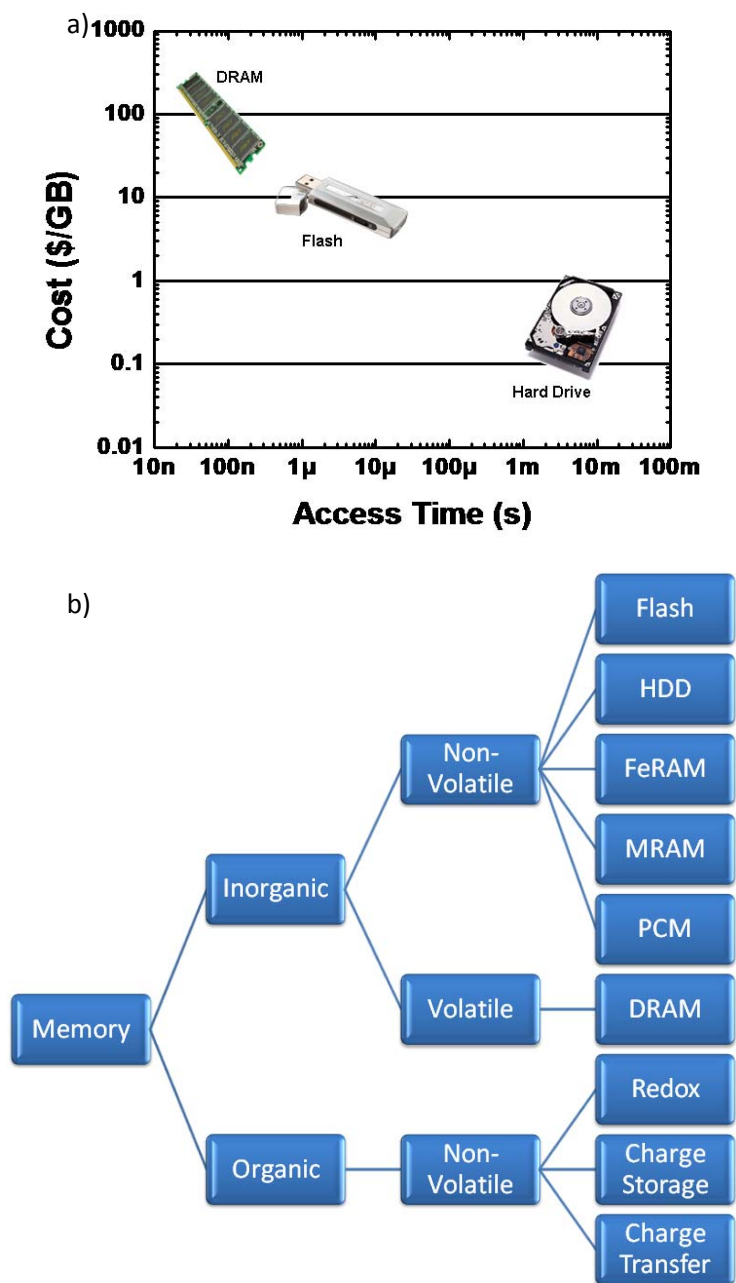 a)
1000
100
10
1
0.1
0.01
Cost ($/GB)
DRAM
Flash
Hard Drive
10n 100n 1μ 10μ 100μ 1m 10m 100m
Access Time (s)
b)
Memory
Inorganic
Organic
Non-
Volatile
Volatile
Non-
Volatile
Flash
HDD
FeRAM
MRAM
PCM
DRAM
Redox
Charge
Storage
Charge
Transfer